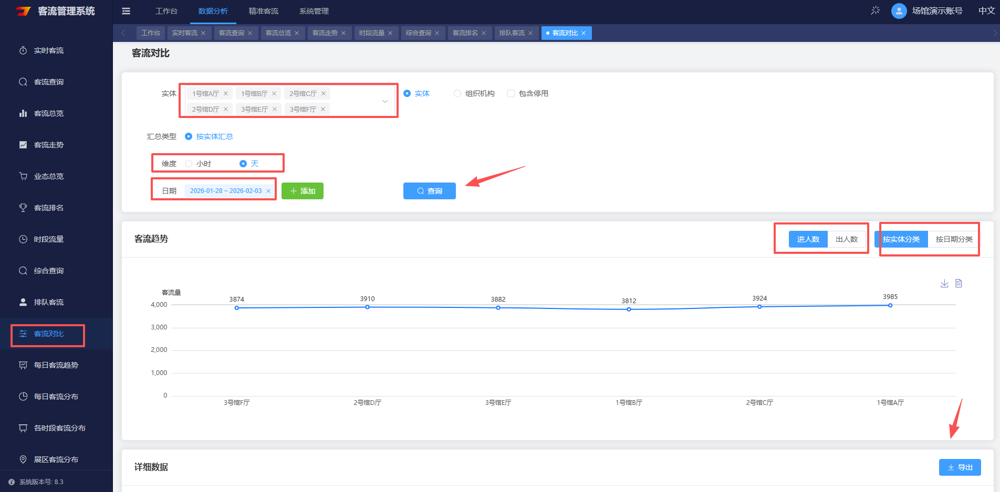 客流管理系统
工作台 数据分析 精准客流 系统管理
场馆演示账号 中文
工作台 实时客流 客流查询 客流总览 客流走势 时段流量 综合查询 客流排名 排队客流 客流对比
实时客流
客流查询
客流总览
客流走势
业态总览
客流排名
时段流量
综合查询
排队客流
客流对比
每日客流趋势
每日客流分布
各时段客流分布
展区客流分布
系统版本号: 8.3
客流对比
实体 1号馆A厅 1号馆B厅 2号馆C厅 实体 组织机构 包含停用
2号馆D厅 3号馆E厅 3号馆F厅
汇总类型 按实体汇总
维度 小时 天
日期 2026-01-28 ~ 2026-02-03 添加 查询
客流趋势 进人数 出人数 按实体分类 按日期分类
客流量
3874 3910 3882 3812 3924 3985
4,000
3,000
2,000
1,000
0
3号馆F厅 2号馆D厅 3号馆E厅 1号馆B厅 2号馆C厅 1号馆A厅
详细数据 导出